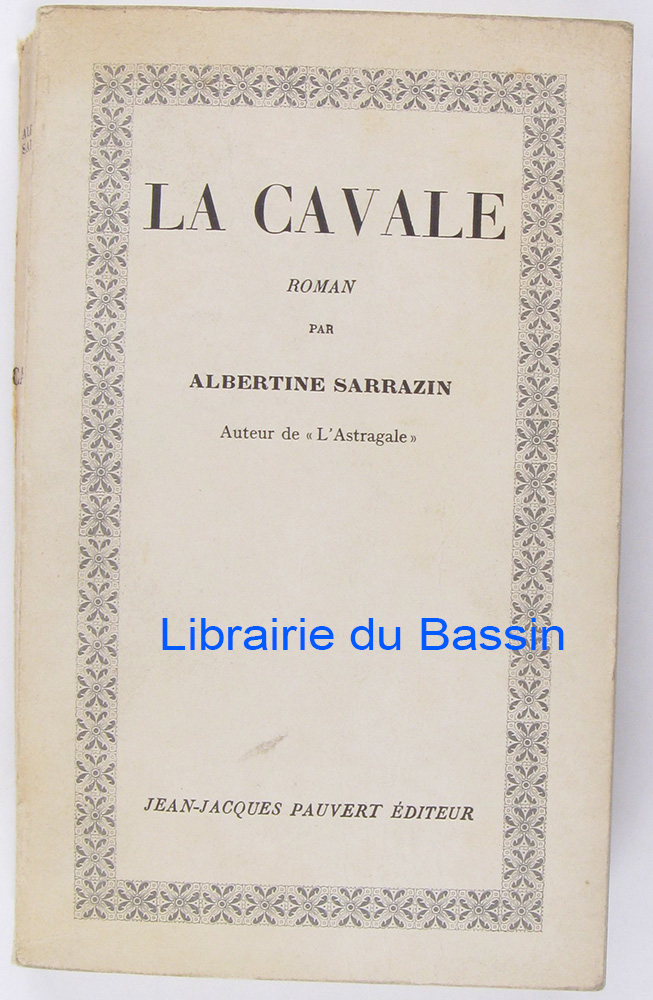 LA CAVALE
ROMAN
PAR
ALBERTINE SARRAZIN
Auteur de « L'Astragale »
Librairie du Bassin
JEAN-JACQUES PAUVERT ÉDITEUR